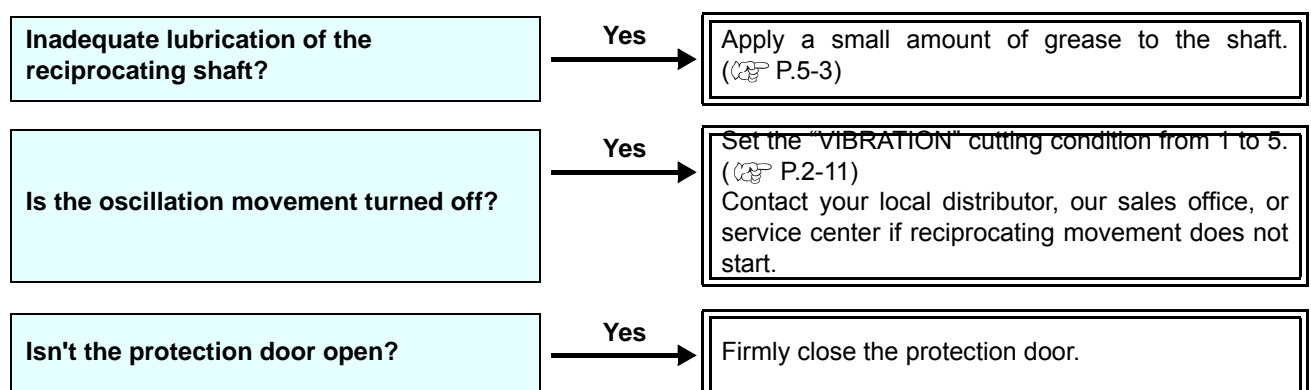 Inadequate lubrication of the
reciprocating shaft?
Yes
Apply a small amount of grease to the shaft.
(☞ P.5-3)
Is the oscillation movement turned off?
Yes
Set the “VIBRATION” cutting condition from 1 to 5.
(☞ P.2-11)
Contact your local distributor, our sales office, or
service center if reciprocating movement does not
start.
Isn't the protection door open?
Yes
Firmly close the protection door.